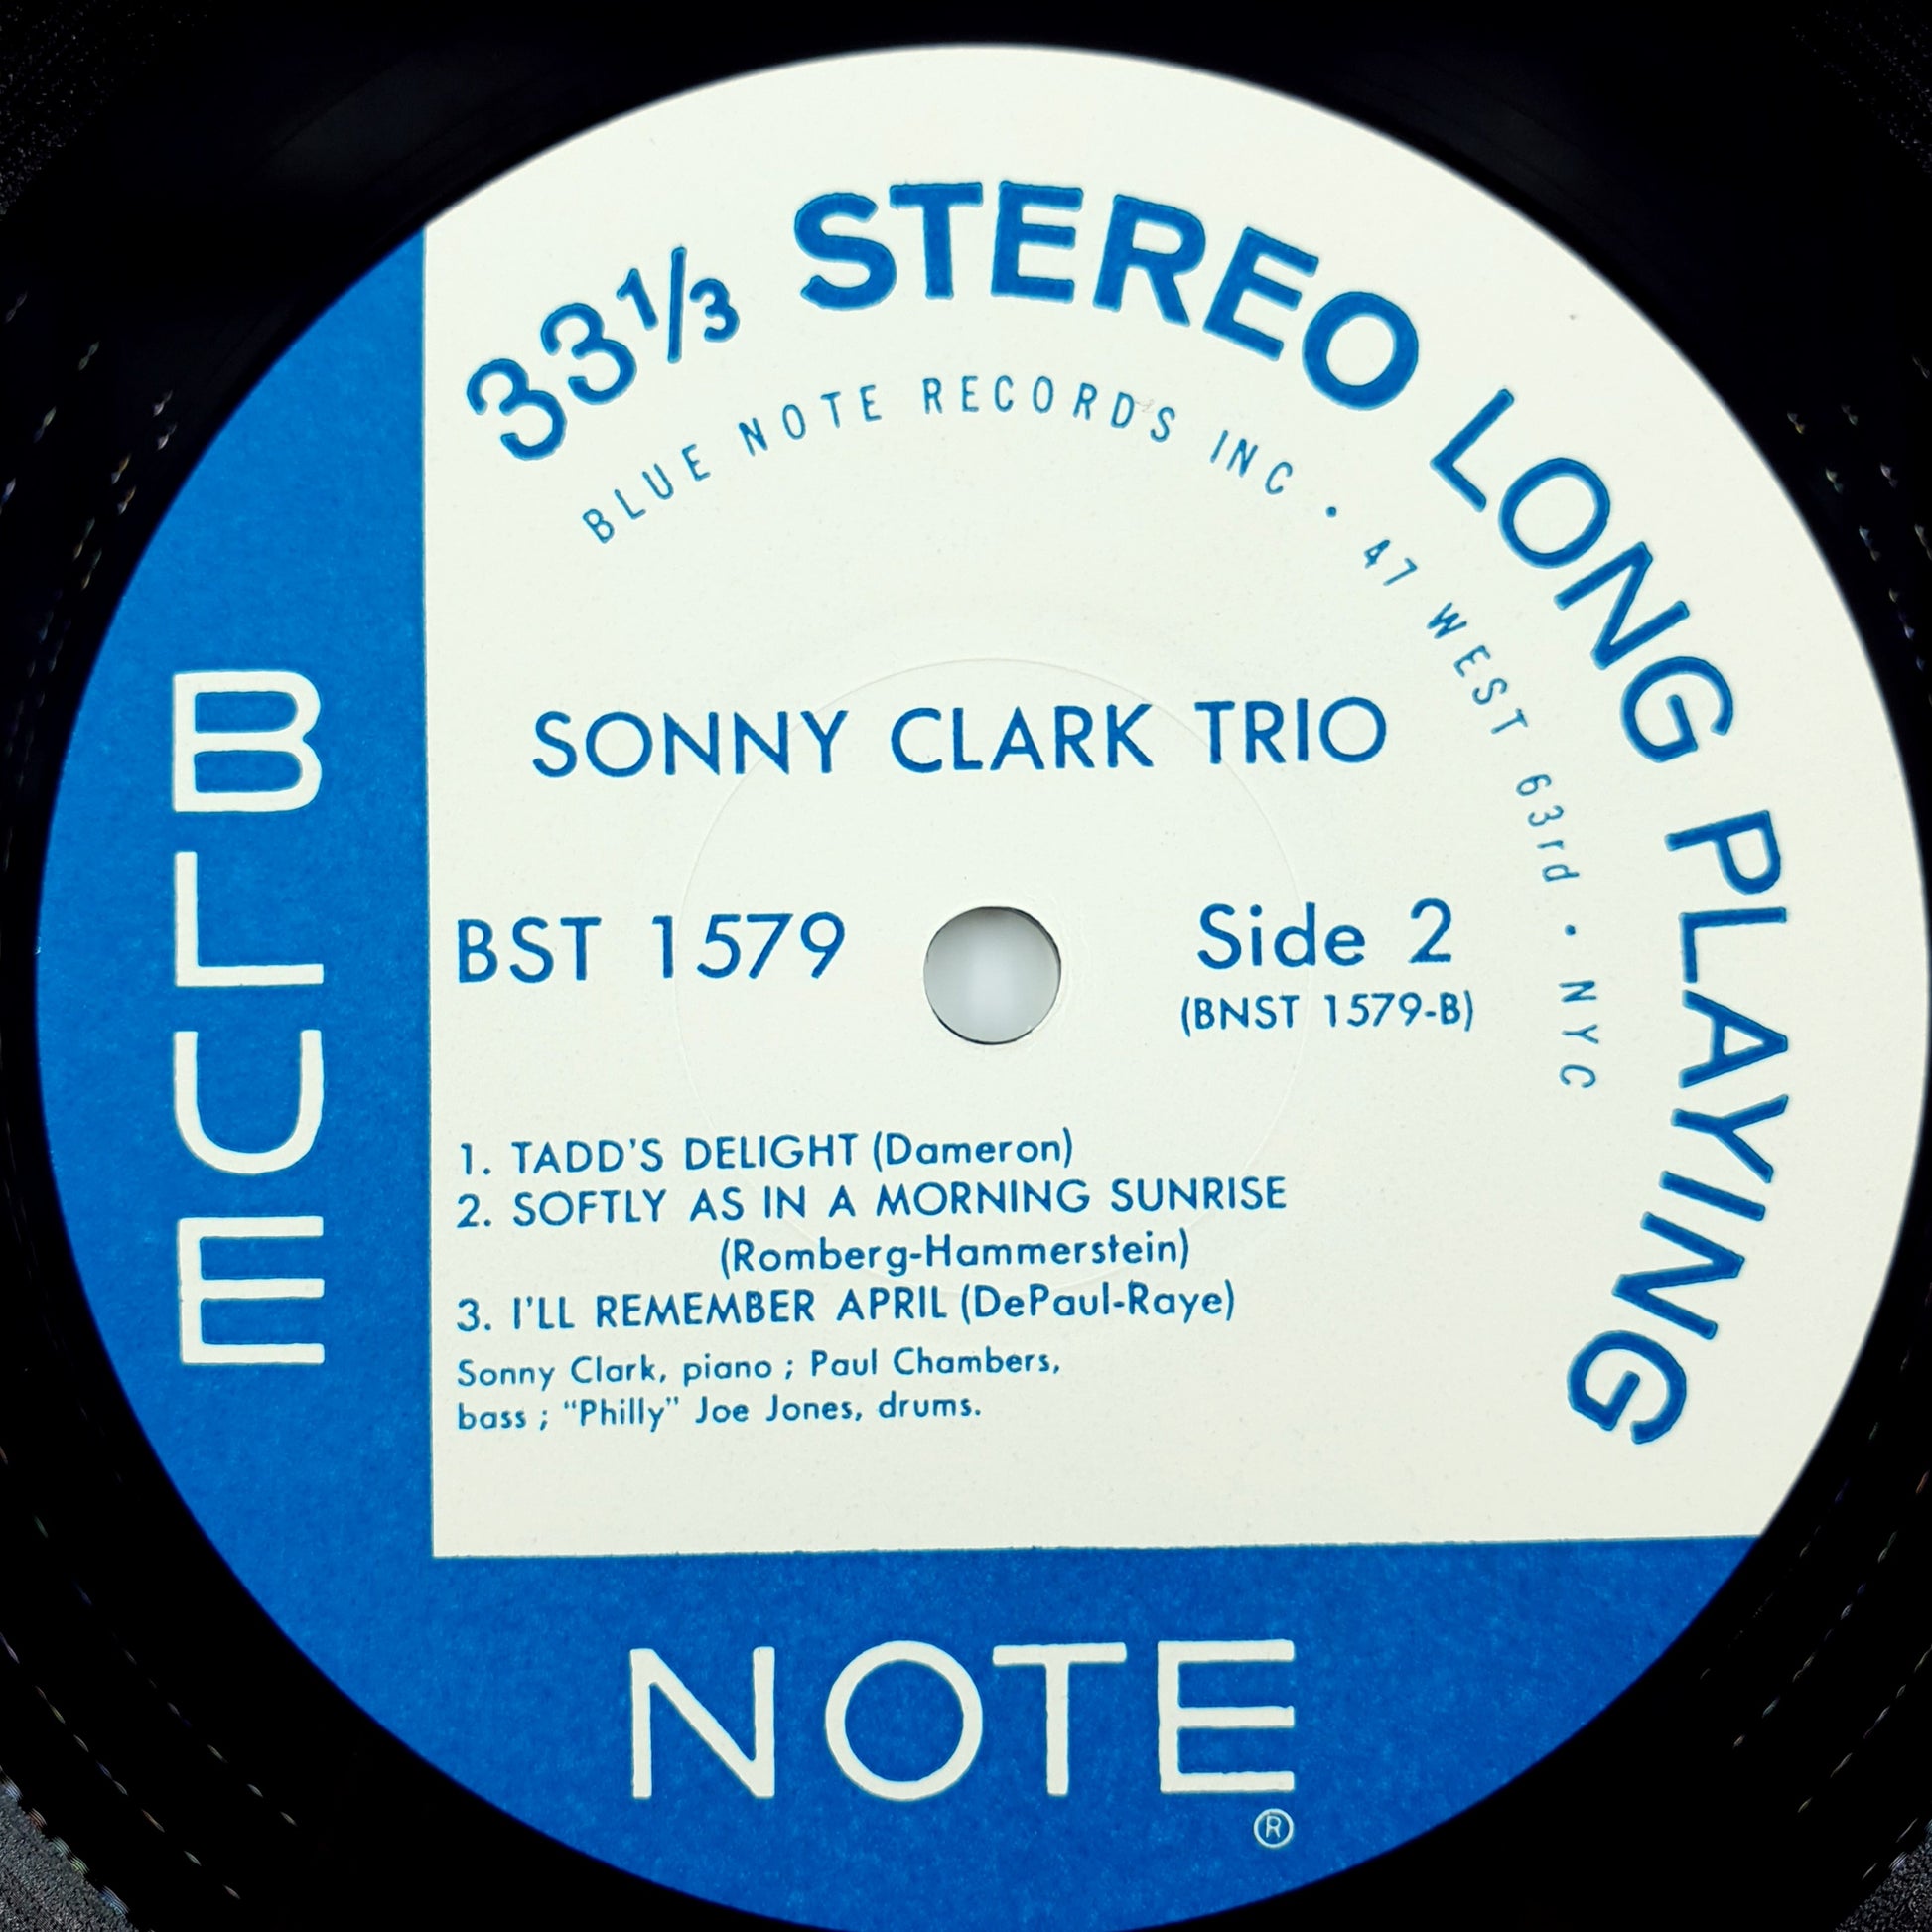 33⅓ STEREO LONG PLAYING
BLUE NOTE RECORDS INC • 47 WEST 63rd • NYC
SONNY CLARK TRIO
BST 1579
Side 2
(BNST 1579-B)
1. TADD'S DELIGHT (Dameron)
2. SOFTLY AS IN A MORNING SUNRISE
(Romberg-Hammerstein)
3. I'LL REMEMBER APRIL (DePaul-Raye)
Sonny Clark, piano ; Paul Chambers,
bass ; “Philly” Joe Jones, drums.
BLUE
NOTE
®